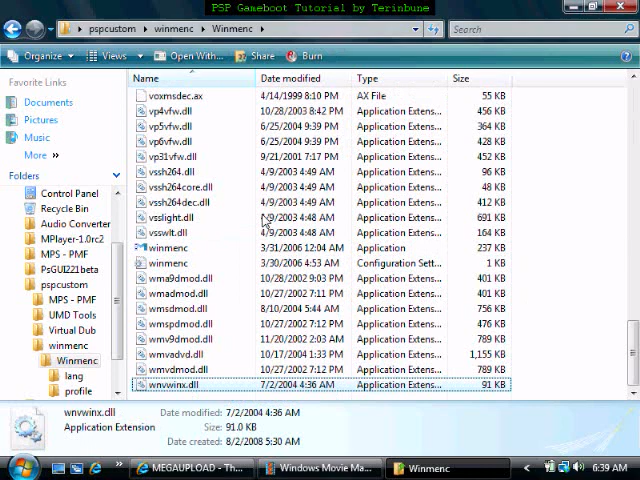 PSP Gameboot Tutorial by Terinbune
pspcustom winmenc Winmenc Search
Organize Views Open With... Share Burn
Favorite Links
Documents
Pictures
Music
More »
Folders
Control Panel
Recycle Bin
Audio Converter
MPlayer-1.0rc2
MPS - PMF
PsGUI221beta
pspcustom
MPS - PMF
UMD Tools
Virtual Dub
winmenc
Winmenc
lang
profile
Name Date modified Type Size
voxmsdec.ax 4/14/1999 8:10 PM AX File 55 KB
vp4vfw.dll 10/28/2003 8:42 PM Application Extens... 456 KB
vp5vfw.dll 6/25/2004 9:39 PM Application Extens... 364 KB
vp6vfw.dll 6/25/2004 9:39 PM Application Extens... 428 KB
vp31vfw.dll 9/21/2001 7:17 PM Application Extens... 452 KB
vssh264.dll 4/9/2003 4:49 AM Application Extens... 96 KB
vssh264core.dll 4/9/2003 4:49 AM Application Extens... 48 KB
vssh264dec.dll 4/9/2003 4:49 AM Application Extens... 412 KB
vsslight.dll 4/9/2003 4:48 AM Application Extens... 691 KB
vsswlt.dll 4/9/2003 4:48 AM Application Extens... 164 KB
winmenc 3/31/2006 12:04 AM Application 237 KB
winmenc 3/30/2006 4:53 AM Configuration Sett... 1 KB
wma9dmod.dll 10/28/2002 9:03 PM Application Extens... 401 KB
wmadmod.dll 10/27/2002 7:11 PM Application Extens... 401 KB
wmsdmod.dll 8/10/2004 5:44 AM Application Extens... 756 KB
wmspdmod.dll 10/27/2002 7:12 PM Application Extens... 476 KB
wmv9dmod.dll 11/20/2002 2:03 AM Application Extens... 789 KB
wmvadvd.dll 10/17/2004 1:33 PM Application Extens... 1,155 KB
wmvdmod.dll 10/27/2002 7:12 PM Application Extens... 789 KB
wnvwinx.dll 7/2/2004 4:36 AM Application Extens... 91 KB
wnvwinx.dll Date modified: 7/2/2004 4:36 AM
Application Extension Size: 91.0 KB
Date created: 8/2/2008 5:30 AM
» MEGAUPLOAD - Th... Windows Movie Ma... Winmenc < 6:39 AM